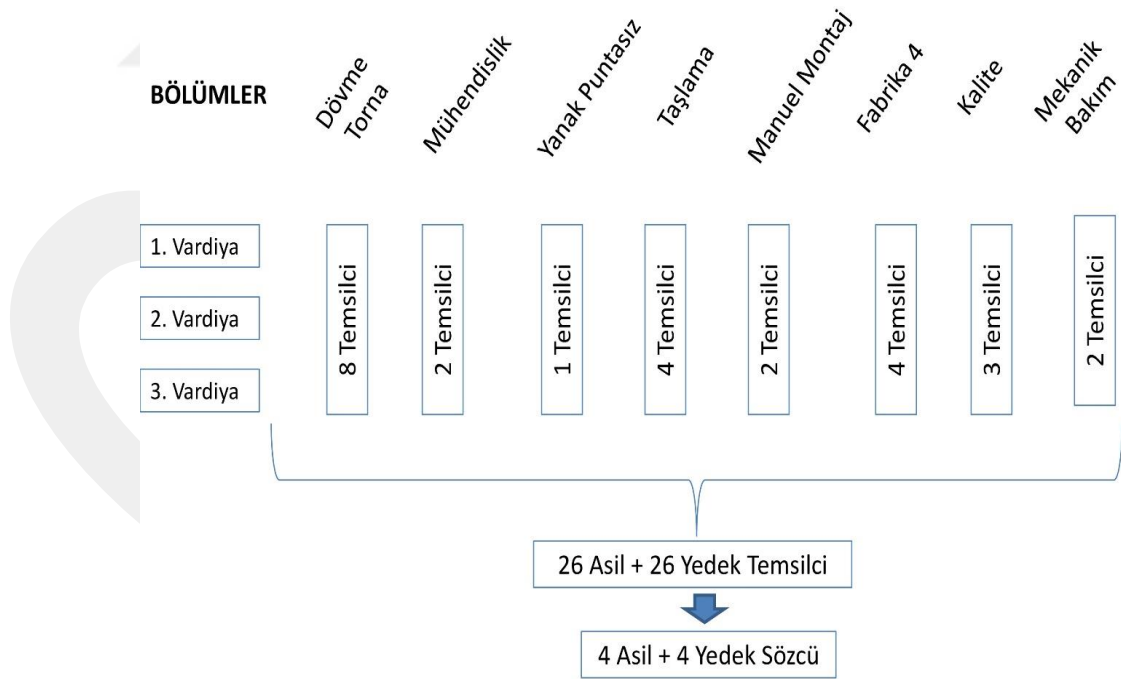 BÖLÜMLER
Dövme
Torna
Mühendislik
Yanak Puntasız
Taşlama
Manuel Montaj
Fabrika 4
Kalite
Mekanik
Bakım
1. Vardiya
2. Vardiya
3. Vardiya
8 Temsilci
2 Temsilci
1 Temsilci
4 Temsilci
2 Temsilci
4 Temsilci
3 Temsilci
2 Temsilci
26 Asil + 26 Yedek Temsilci
4 Asil + 4 Yedek Sözcü